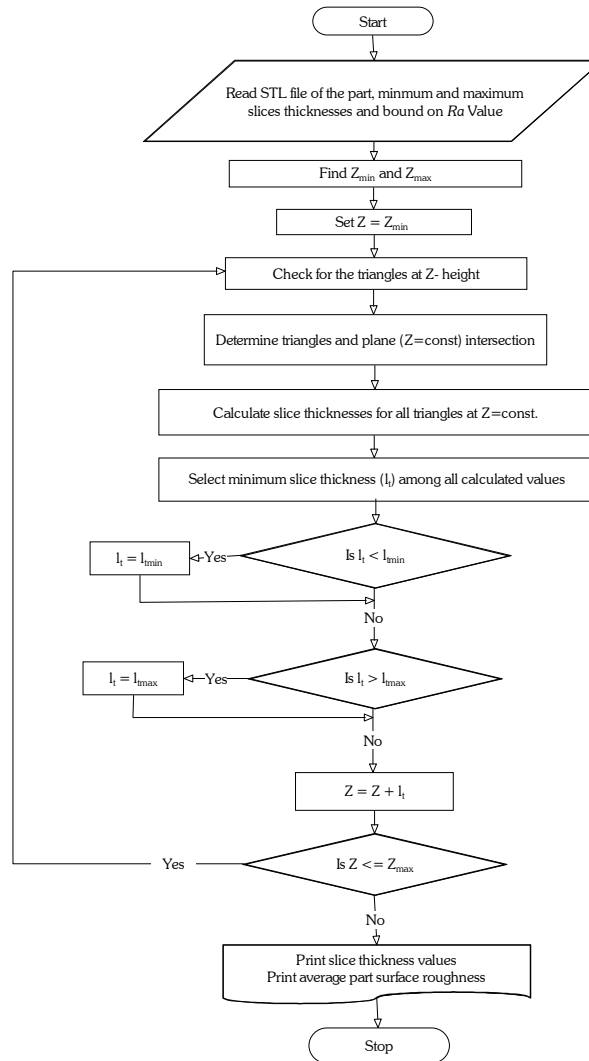 Start
Read STL file of the part, minmum and maximum
slices thicknesses and bound on Ra Value
Find Zmin and Zmax
Set Z = Zmin
Check for the triangles at Z- height
Determine triangles and plane (Z=const) intersection
Calculate slice thicknesses for all triangles at Z=const.
Select minimum slice thickness (lt) among all calculated values
lt = ltmin
Yes
Is lt < ltmin
No
lt = ltmax
Yes
Is lt > ltmax
No
Z = Z + lt
Yes
Is Z <= Zmax
No
Print slice thickness values
Print average part surface roughness
Stop